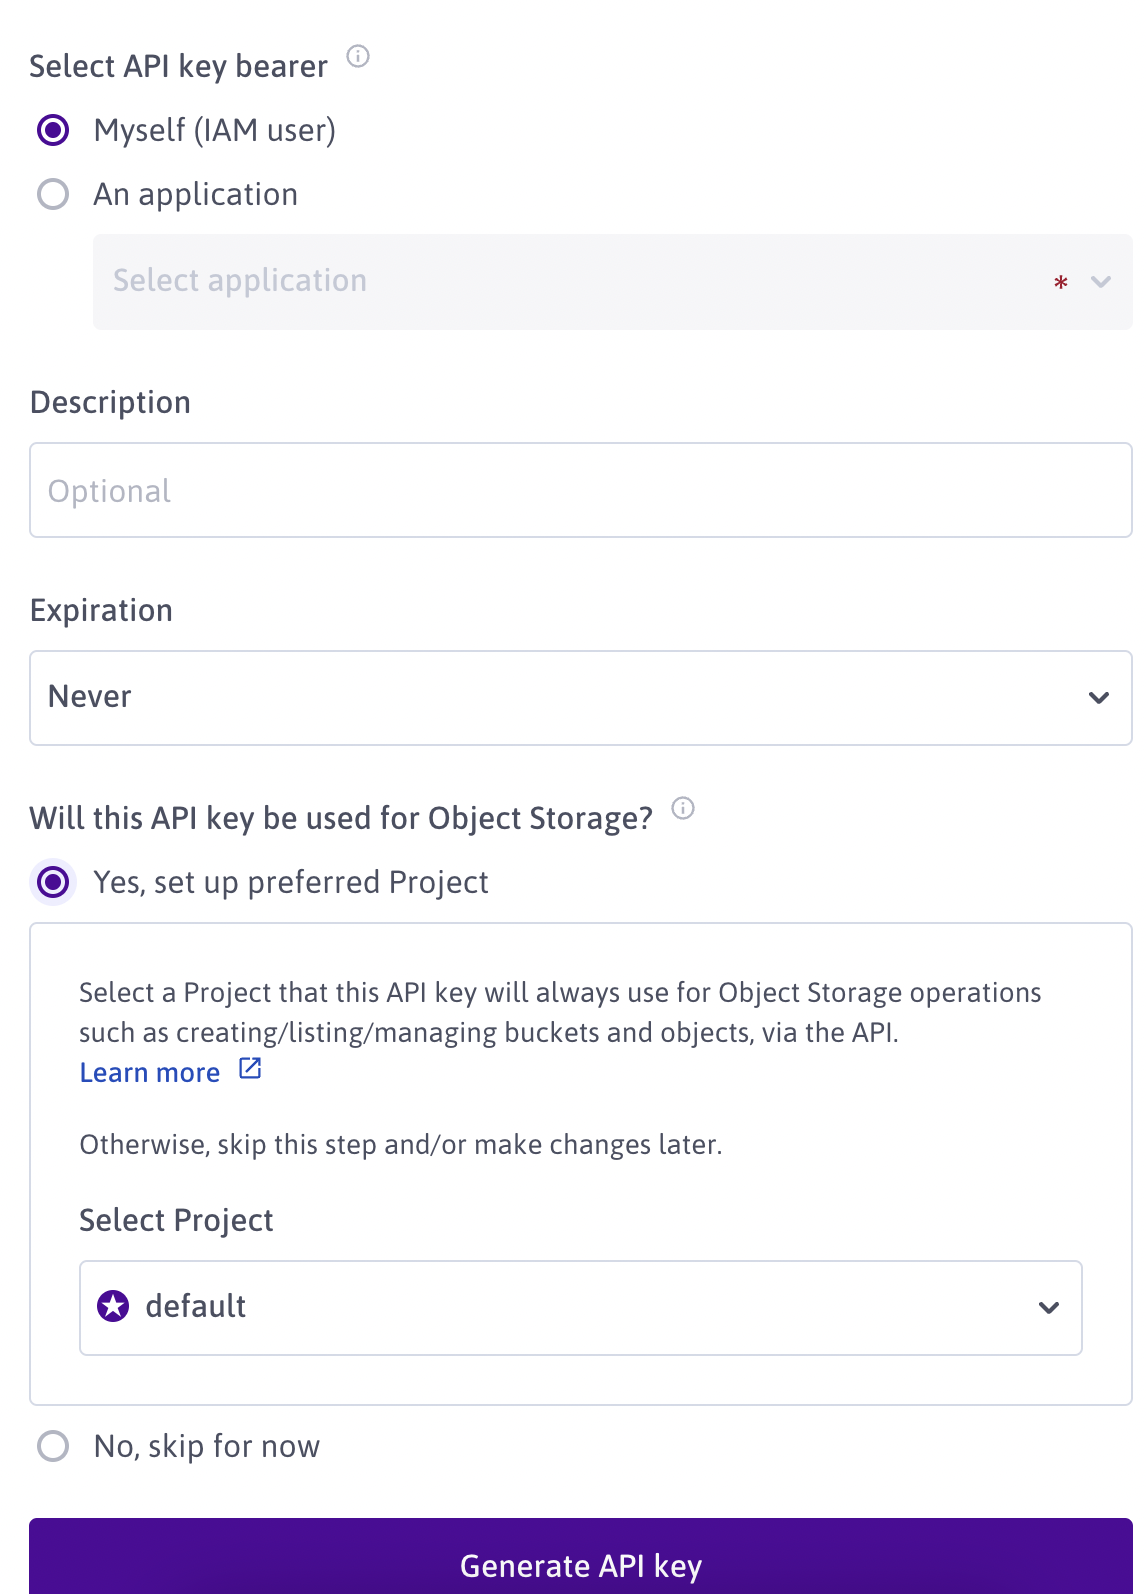 Select API key bearer
Myself (IAM user)
An application
Select application *
Description
Optional
Expiration
Never
Will this API key be used for Object Storage?
Yes, set up preferred Project
Select a Project that this API key will always use for Object Storage operations
such as creating/listing/managing buckets and objects, via the API.
Learn more
Otherwise, skip this step and/or make changes later.
Select Project
default
No, skip for now
Generate API key